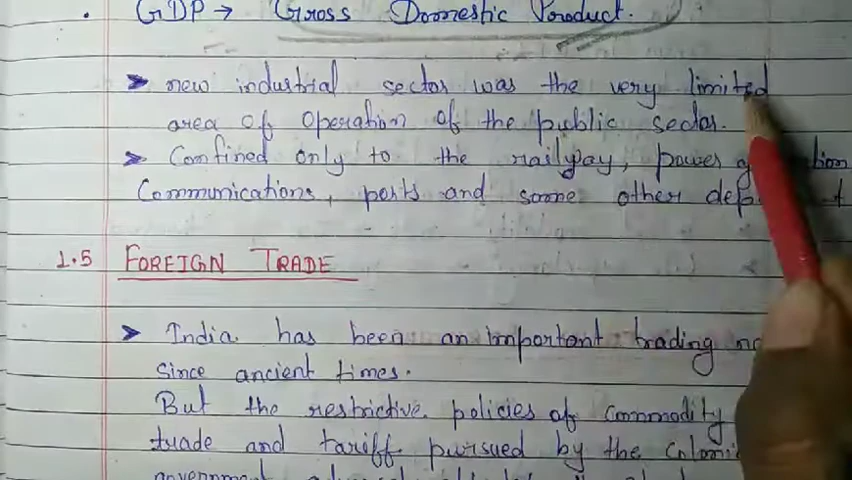 • GDP → Gross Domestic Product.
➤ new industrial sector was the very limited
area of operation of the public sector.
➤ Confined only to the railway, power
Communications, ports and some other
1.5 FOREIGN TRADE
➤ India has been an important trading
since ancient times.
But the restrictive policies of commodity
trade and tariff pursued by the
government